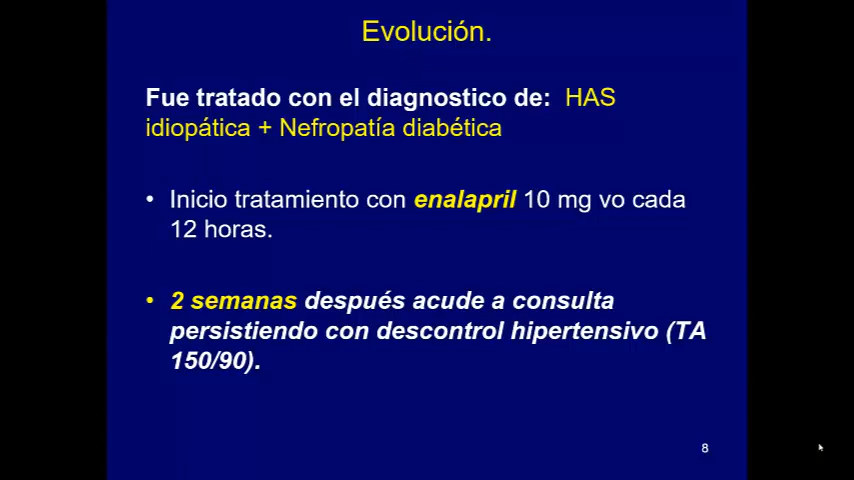 Evolución.
Fue tratado con el diagnostico de:  HAS
idiopática + Nefropatía diabética
• Inicio tratamiento con enalapril 10 mg vo cada
12 horas.
• 2 semanas después acude a consulta
persistiendo con descontrol hipertensivo (TA
150/90).
8